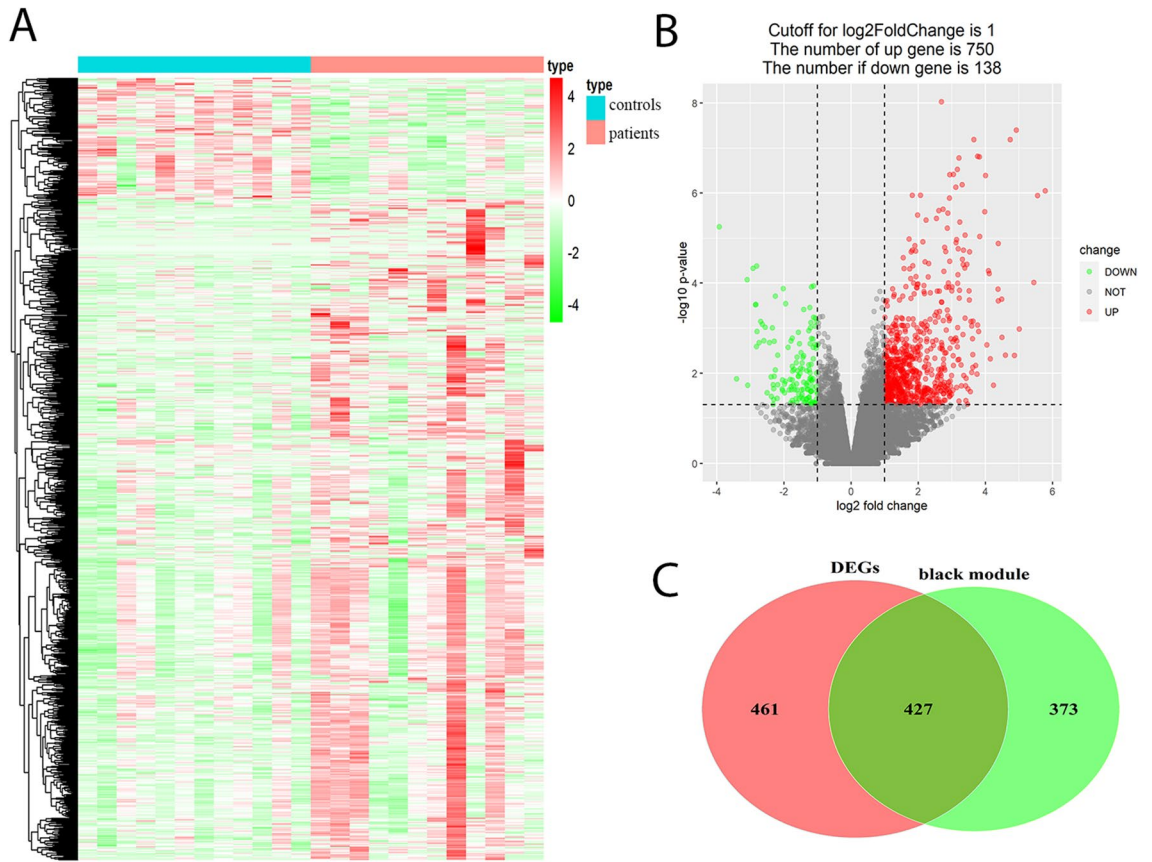 A
type
4
2
0
-2
-4
type
controls
patients
B
Cutoff for log2FoldChange is 1
The number of up gene is 750
The number if down gene is 138
8
6
4
2
0
-log10 p-value
-4
-2
0
2
4
6
log2 fold change
change
DOWN
NOT
UP
C
DEGs
black module
461
427
373